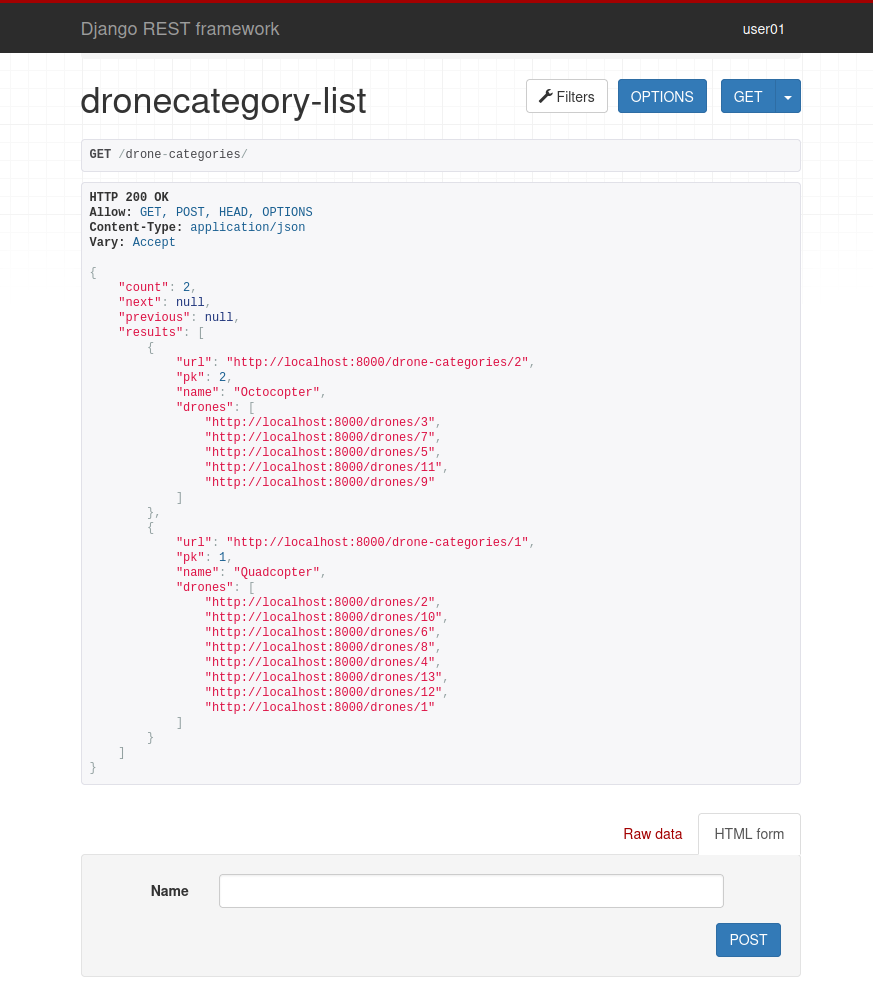 Django REST framework user01
dronecategory-list
Filters OPTIONS GET
GET /drone-categories/
HTTP 200 OK
Allow: GET, POST, HEAD, OPTIONS
Content-Type: application/json
Vary: Accept
{
    "count": 2,
    "next": null,
    "previous": null,
    "results": [
        {
            "url": "http://localhost:8000/drone-categories/2",
            "pk": 2,
            "name": "Octocopter",
            "drones": [
                "http://localhost:8000/drones/3",
                "http://localhost:8000/drones/7",
                "http://localhost:8000/drones/5",
                "http://localhost:8000/drones/11",
                "http://localhost:8000/drones/9"
            ]
        },
        {
            "url": "http://localhost:8000/drone-categories/1",
            "pk": 1,
            "name": "Quadcopter",
            "drones": [
                "http://localhost:8000/drones/2",
                "http://localhost:8000/drones/10",
                "http://localhost:8000/drones/6",
                "http://localhost:8000/drones/8",
                "http://localhost:8000/drones/4",
                "http://localhost:8000/drones/13",
                "http://localhost:8000/drones/12",
                "http://localhost:8000/drones/1"
            ]
        }
    ]
}
Raw data HTML form
Name
POST